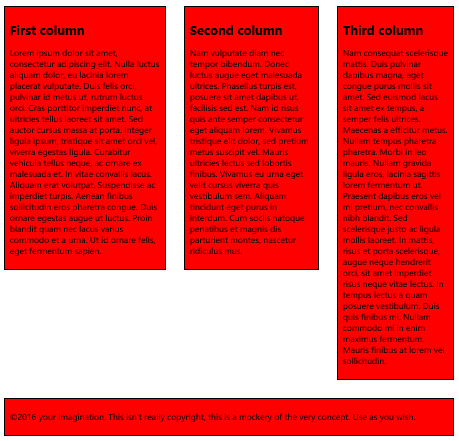 First column
Lorem ipsum dolor sit amet,
consectetur adipiscing elit. Nulla luctus
aliquam dolor, eu lacinia lorem
placerat vulputate. Duis felis orci,
pulvinar id metus ut, rutrum luctus
orci. Cras porttitor imperdiet nunc, at
ultricies tellus laoreet sit amet. Sed
auctor cursus massa at porta. Integer
ligula ipsum, tristique sit amet orci vel,
viverra egestas ligula. Curabitur
vehicula tellus neque, ac ornare ex
malesuada et. In vitae convallis lacus.
Aliquam erat volutpat. Suspendisse ac
imperdiet turpis. Aenean finibus
sollicitudin eros pharetra congue. Duis
ornare egestas augue ut luctus. Proin
blandit quam nec lacus varius
commodo et a urna. Ut id ornare felis,
eget fermentum sapien.
Second column
Nam vulputate diam nec
tempor bibendum. Donec
luctus augue eget malesuada
ultrices. Phasellus turpis est,
posuere sit amet dapibus ut,
facilisis sed est. Nam id risus
quis ante semper consectetur
eget aliquam lorem. Vivamus
tristique elit dolor, sed pretium
metus suscipit vel. Mauris
ultricies lectus sed lobortis
finibus. Vivamus eu urna eget
velit cursus viverra quis
vestibulum sem. Aliquam
tincidunt eget purus in
interdum. Cum sociis natoque
penatibus et magnis dis
parturient montes, nascetur
ridiculus mus.
Third column
Nam consequat scelerisque
mattis. Duis pulvinar
dapibus magna, eget
congue purus mollis sit
amet. Sed euismod lacus
sit amet ex tempus, a
semper felis ultrices.
Maecenas a efficitur metus.
Nullam tempus pharetra
pharetra. Morbi in leo
mauris. Nullam gravida
ligula eros, lacinia sagittis
lorem fermentum ut.
Praesent dapibus eros vel
mi pretium, nec convallis
nibh blandit. Sed
scelerisque justo ac ligula
mollis laoreet. In mattis,
risus et porta scelerisque,
augue neque hendrerit
orci, sit amet imperdiet
risus neque vitae lectus. In
tempus lectus a quam
posuere vestibulum. Duis
quis finibus mi. Nullam
commodo mi in enim
maximus fermentum.
Mauris finibus at lorem vel
sollicitudin.
©2016 your imagination. This isn't really copyright, this is a mockery of the very concept. Use as you wish.